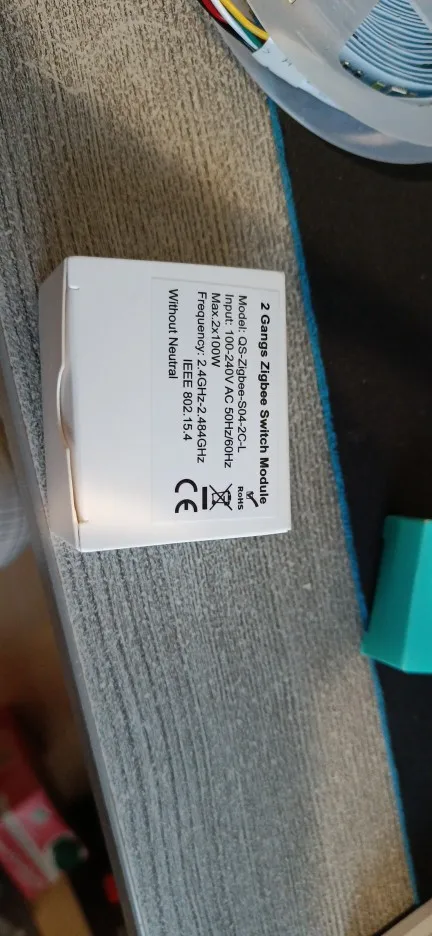 2 Gangs Zigbee Switch Module
Model: QS-Zigbee-S04-2C-L
Input: 100-240V AC 50Hz/60Hz
Max.2x100W
Frequency: 2.4GHz-2.484GHz
IEEE 802.15.4
Without Neutral
RoHS
CE